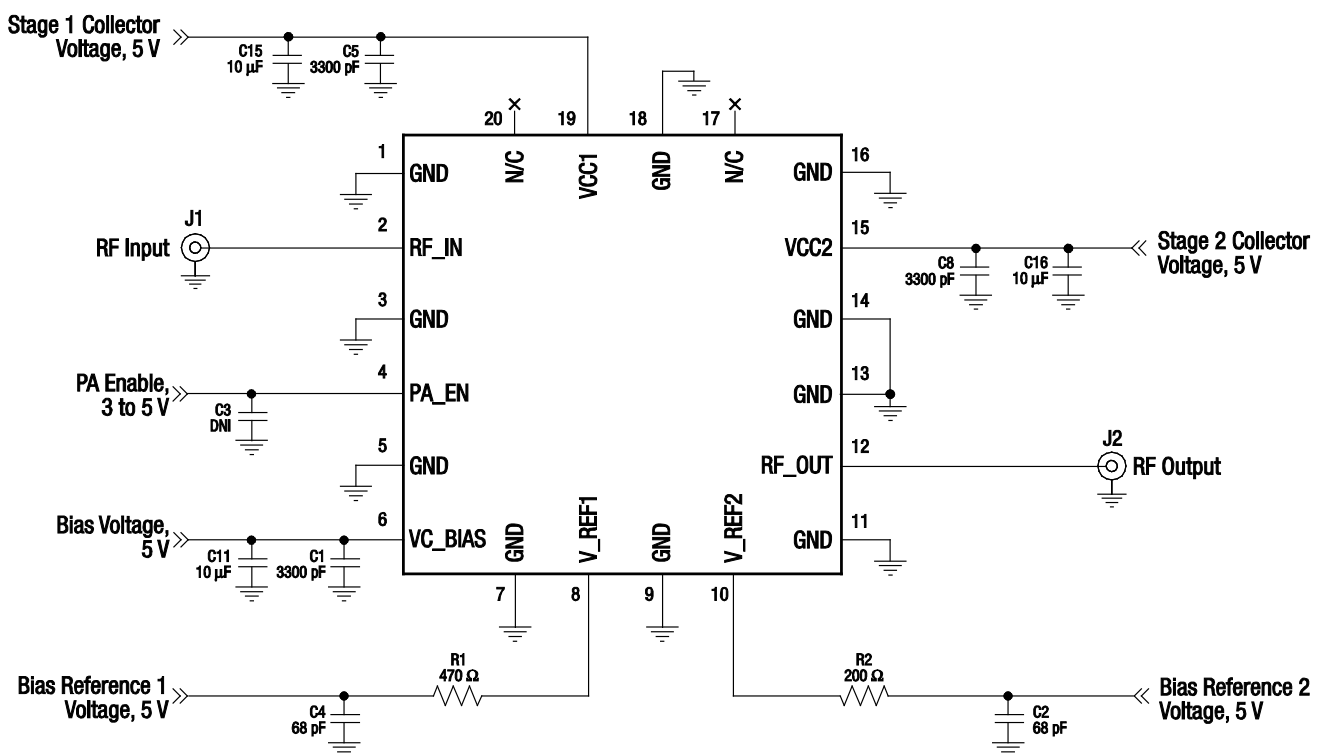 Stage 1 Collector
Voltage, 5 V
C15
10 µF
C5
3300 pF
20
19
18
17
N/C
VCC1
GND
N/C
1
GND
16
GND
J1
RF Input
2
RF_IN
15
VCC2
C8
3300 pF
C16
10 µF
Stage 2 Collector
Voltage, 5 V
3
GND
14
GND
PA Enable,
3 to 5 V
C3
DNI
4
PA_EN
13
GND
5
GND
12
RF_OUT
J2
RF Output
Bias Voltage,
5 V
C11
10 µF
C1
3300 pF
6
VC_BIAS
GND
V_REF1
GND
V_REF2
11
GND
7
8
9
10
Bias Reference 1
Voltage, 5 V
C4
68 pF
R1
470 Ω
R2
200 Ω
C2
68 pF
Bias Reference 2
Voltage, 5 V